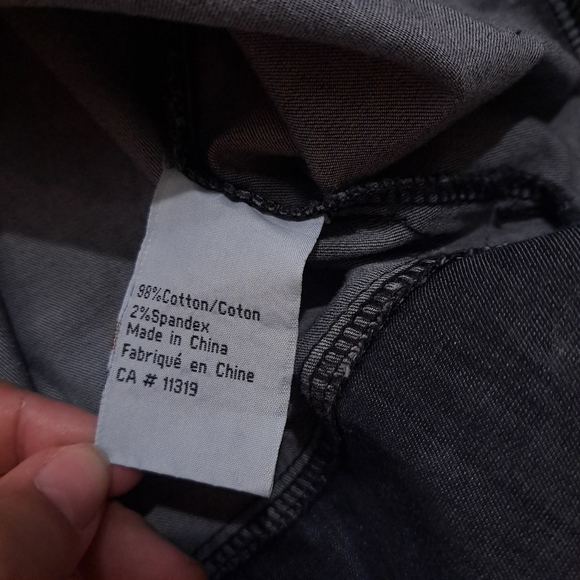 98%Cotton/Coton
2%Spandex
Made in China
Fabriqué en Chine
CA # 11319